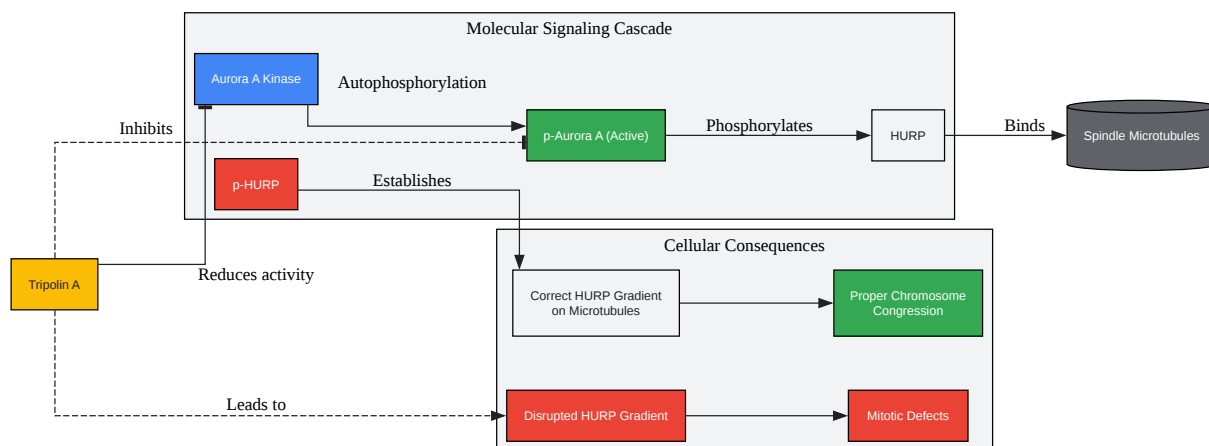 Molecular Signaling Cascade
Aurora A Kinase
Autophosphorylation
Inhibits
p-Aurora A (Active)
Phosphorylates
HURP
Binds
Spindle Microtubules
p-HURP
Establishes
Cellular Consequences
Tripolin A
Reduces activity
Correct HURP Gradient
on Microtubules
Proper Chromosome
Congression
Leads to
Disrupted HURP Gradient
Mitotic Defects